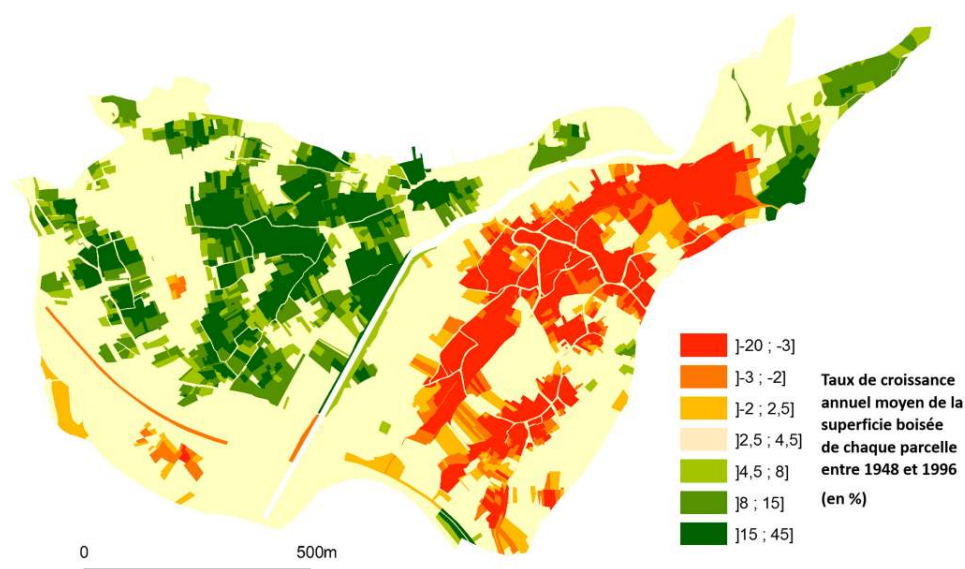 ]-20 ; -3]
]-3 ; -2]
]-2 ; 2,5]
]2,5 ; 4,5]
]4,5 ; 8]
]8 ; 15]
]15 ; 45]
Taux de croissance
annuel moyen de la
superficie boisée
de chaque parcelle
entre 1948 et 1996
(en %)
0 500m